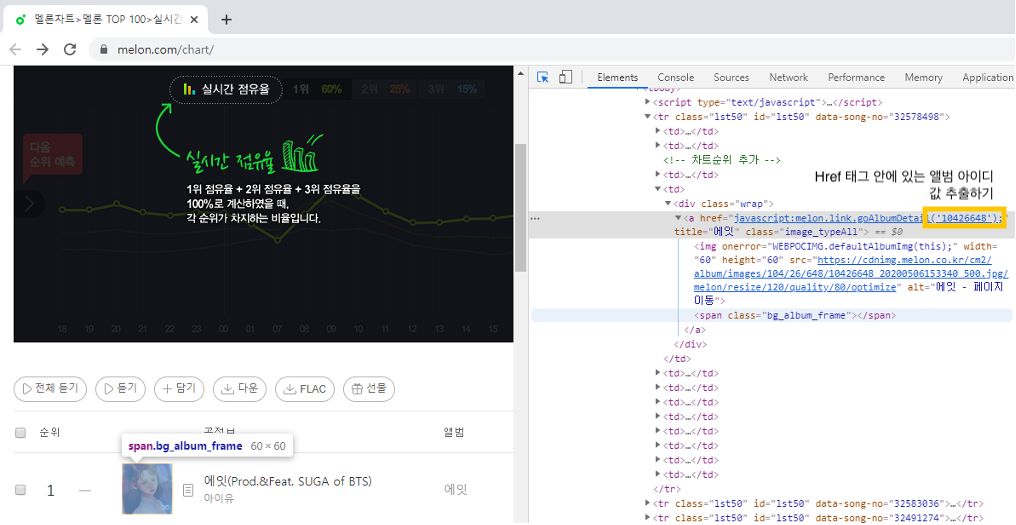 멜론차트>멜론 TOP 100>실시간
melon.com/chart/
실시간 점유율
1위 60% 2위 25% 3위 15%
다음
순위 예측
실시간 점유율
1위 점유율 + 2위 점유율 + 3위 점유율을
100%로 계산하였을 때,
각 순위가 차지하는 비율입니다.
18 19 20 21 22 23 00 01 07 08 09 10 11 12 13 14 15
전체 듣기 듣기 담기 다운 FLAC 선물
순위 곡정보 앨범
span.bg_album_frame 60 × 60
1 에잇(Prod.&Feat. SUGA of BTS) 에잇
아이유
Elements Console Sources Network Performance Memory Application
<script type="text/javascript">…</script>
<tr class="lst50" id="lst50" data-song-no="32578498">
<td>…</td>
<td>…</td>
<!-- 차트순위 추가 -->
<td>…</td>
<td>
Href 태그 안에 있는 앨범 아이디
값 추출하기
<div class="wrap">
<a href="javascript:melon.link.goAlbumDetail('10426648');"
title="에잇" class="image_typeAll"> == $0
<img onerror="WEBPOCIMG.defaultAlbumImg(this);" width=
"60" height="60" src="https://cdnimg.melon.co.kr/cm2/
album/images/104/26/648/10426648_20200506153340_500.jpg/
melon/resize/120/quality/80/optimize" alt="에잇 - 페이지
이동">
<span class="bg_album_frame"></span>
</a>
</div>
</td>
<td>…</td>
<td>…</td>
<td>…</td>
<td>…</td>
<td>…</td>
<td>…</td>
<td>…</td>
<td>…</td>
</tr>
<tr class="lst50" id="lst50" data-song-no="32583036">…</tr>
<tr class="lst50" id="lst50" data-song-no="32491274">…</tr>